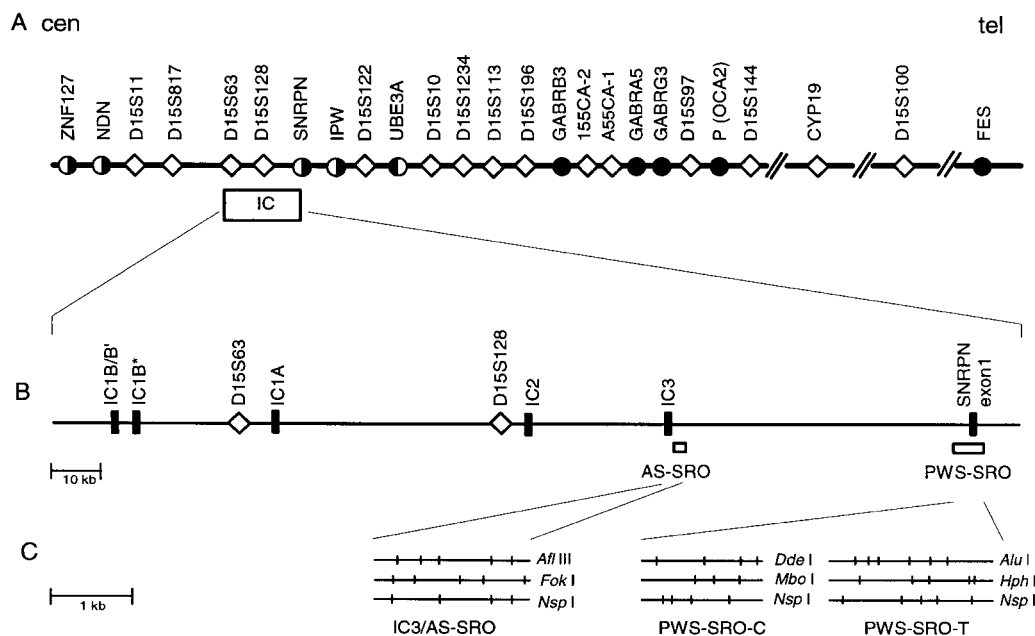 A cen tel
ZNF127
NDN
D15S11
D15S817
D15S63
D15S128
SNRPN
IPW
D15S122
UBE3A
D15S10
D15S1234
D15S113
D15S196
GABRB3
155CA-2
A55CA-1
GABRA5
GABRG3
D15S97
P (OCA2)
D15S144
CYP19
D15S100
FES
IC
B
IC1B/B'
IC1B*
D15S63
IC1A
D15S128
IC2
IC3
SNRPN
exon1
10 kb
AS-SRO
PWS-SRO
C
1 kb
Afl III
Fok I
Nsp I
IC3/AS-SRO
Dde I
Mbo I
Nsp I
PWS-SRO-C
Alu I
Hph I
Nsp I
PWS-SRO-T